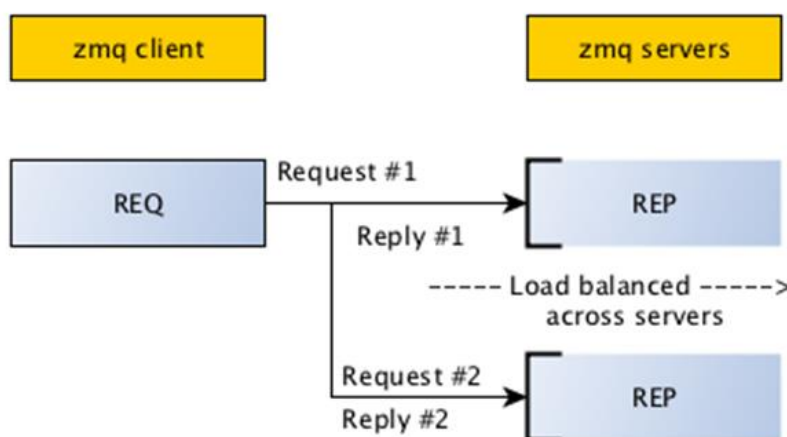 zmq client
zmq servers
Request #1
REQ
REP
Reply #1
----- Load balanced ----->
across servers
Request #2
REP
Reply #2